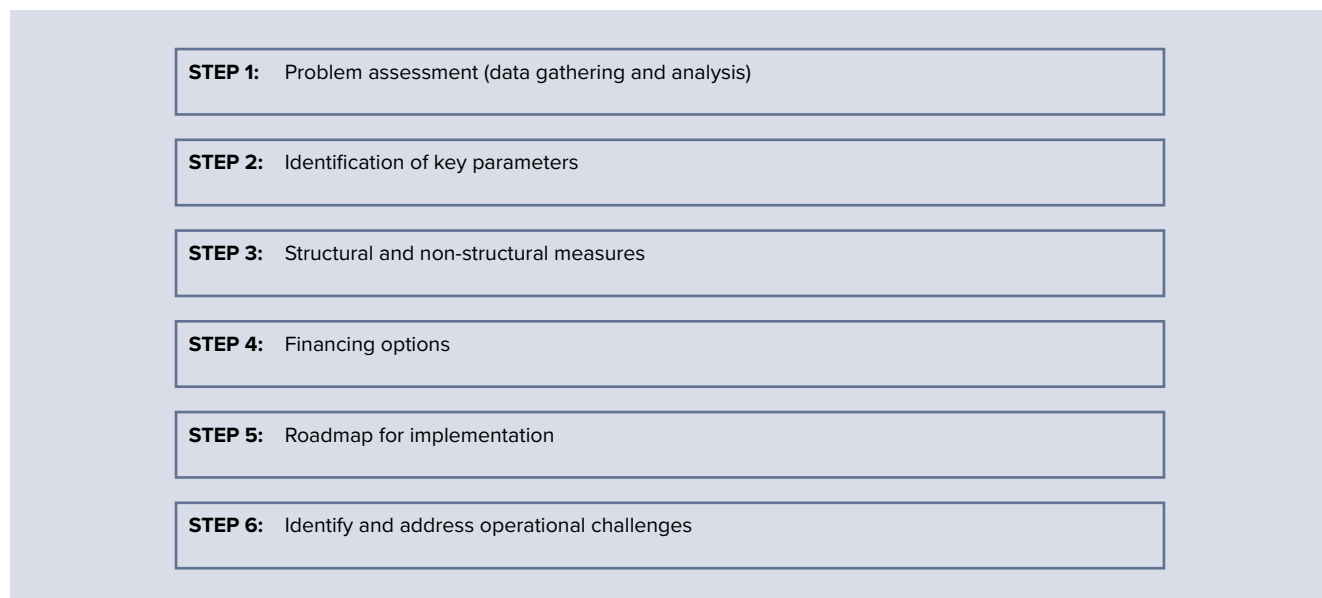 STEP 1: Problem assessment (data gathering and analysis)
STEP 2: Identification of key parameters
STEP 3: Structural and non-structural measures
STEP 4: Financing options
STEP 5: Roadmap for implementation
STEP 6: Identify and address operational challenges